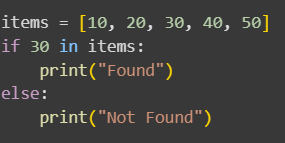 items = [10, 20, 30, 40, 50]
if 30 in items:
    print("Found")
else:
    print("Not Found")